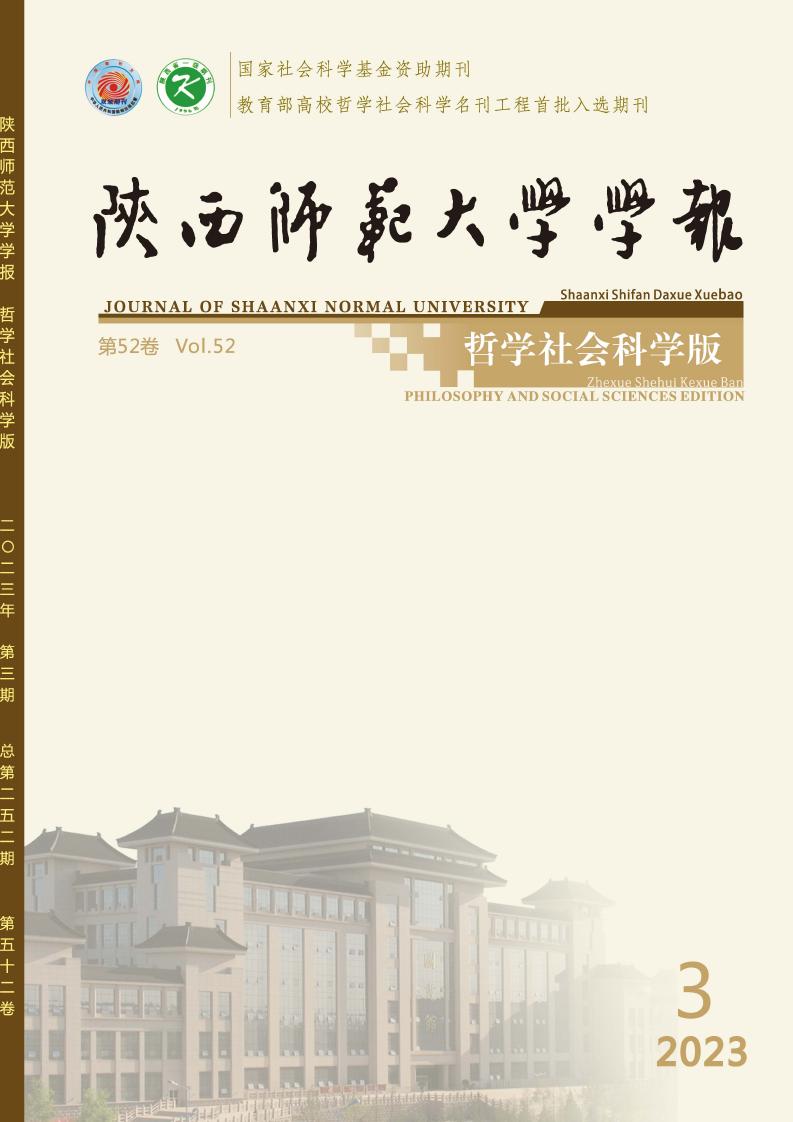 国家社会科学基金资助期刊
教育部高校哲学社会科学名刊工程首批入选期刊
陝西师範大學學報
Shaanxi Shifan Daxue Xuebao
JOURNAL OF SHAANXI NORMAL UNIVERSITY
第52卷 Vol.52
哲学社会科学版
Zhexue Shehui Kexue Ban
PHILOSOPHY AND SOCIAL SCIENCES EDITION
3
2023
陕西师范大学学报 哲学社会科学版 二〇二三年 第三期 总第二五二期 第五十二卷